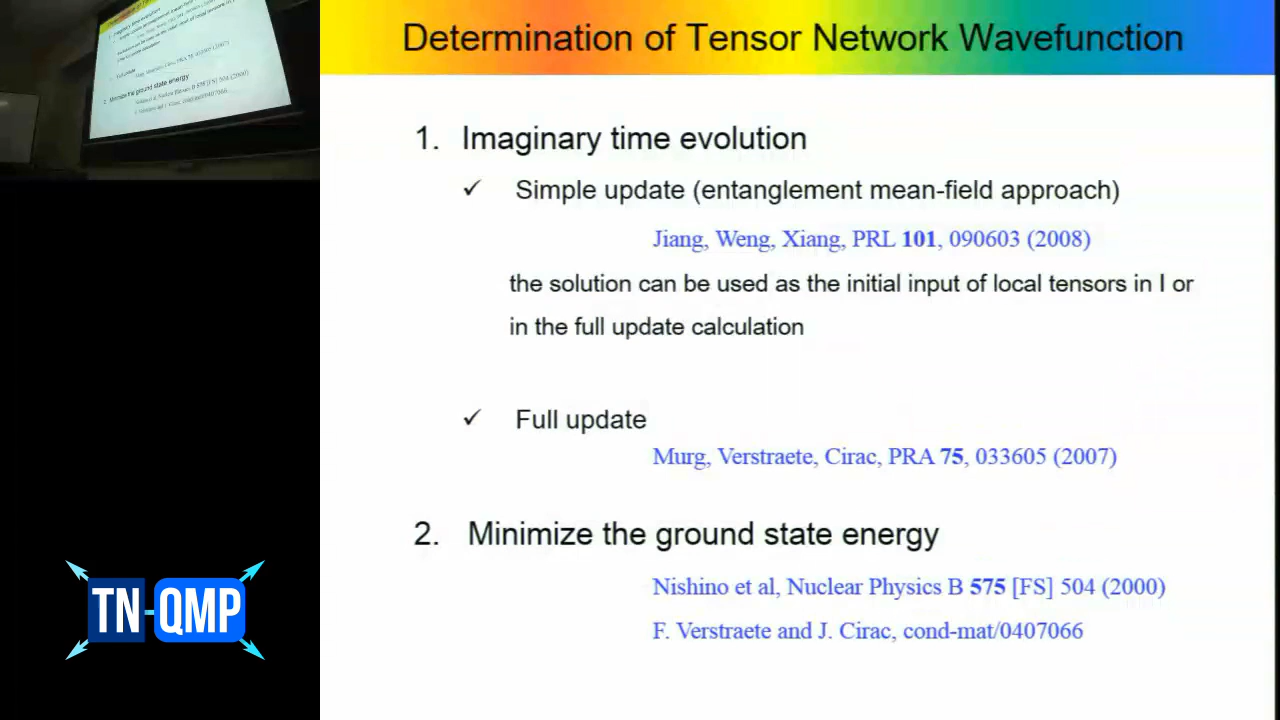 Determination of Tensor Network Wavefunction
1. Imaginary time evolution
✓ Simple update (entanglement mean-field approach)
Jiang, Weng, Xiang, PRL 101, 090603 (2008)
the solution can be used as the initial input of local tensors in I or
in the full update calculation
✓ Full update
Murg, Verstraete, Cirac, PRA 75, 033605 (2007)
2. Minimize the ground state energy
Nishino et al, Nuclear Physics B 575 [FS] 504 (2000)
F. Verstraete and J. Cirac, cond-mat/0407066
TN-QMP